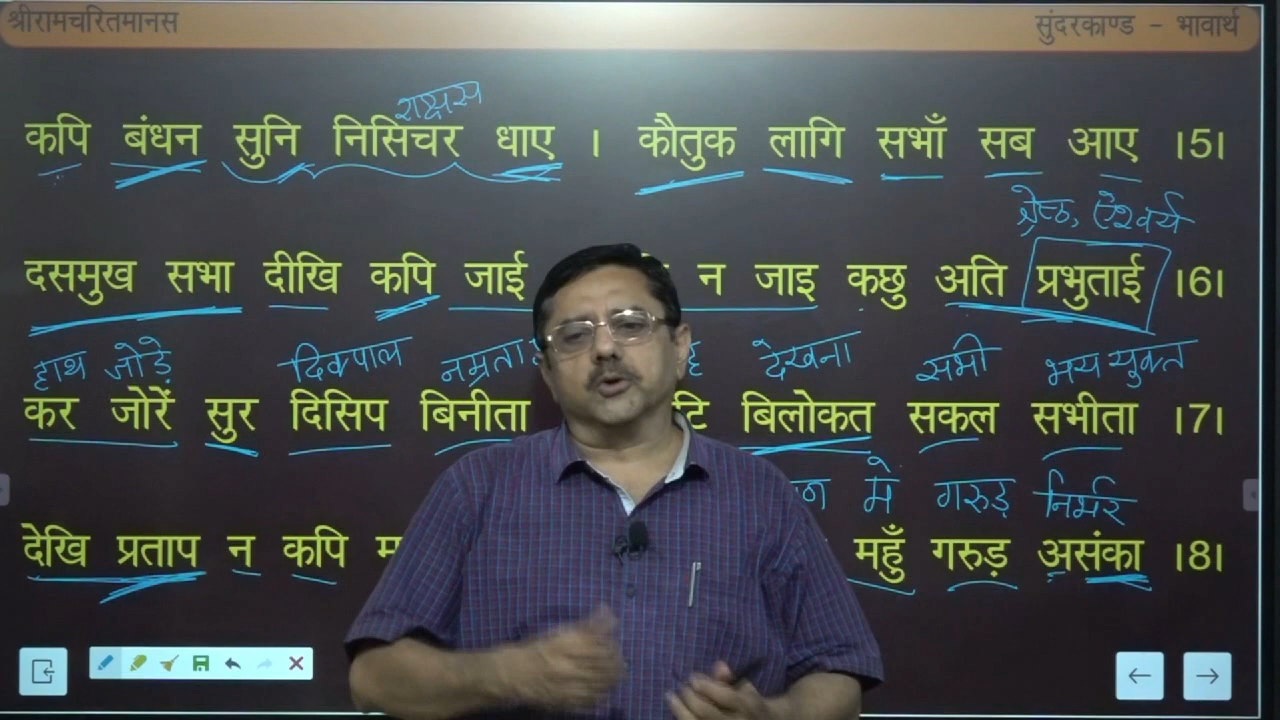 श्रीरामचरितमानस सुंदरकाण्ड - भावार्थ
राक्षस
कपि बंधन सुनि निसिचर धाए । कौतुक लागि सभाँ सब आए ।5।
श्रेष्ठ, ऐश्वर्य
दसमुख सभा दीखि कपि जाई न जाइ कछु अति प्रभुताई ।6।
हाथ जोड़े दिक्पाल नम्रता देखना सभी भययुक्त
कर जोरें सुर दिसिप बिनीता बिलोकत सकल सभीता ।7।
में गरुड़ निर्भर
देखि प्रताप न कपि महुँ गरुड़ असंका ।8।